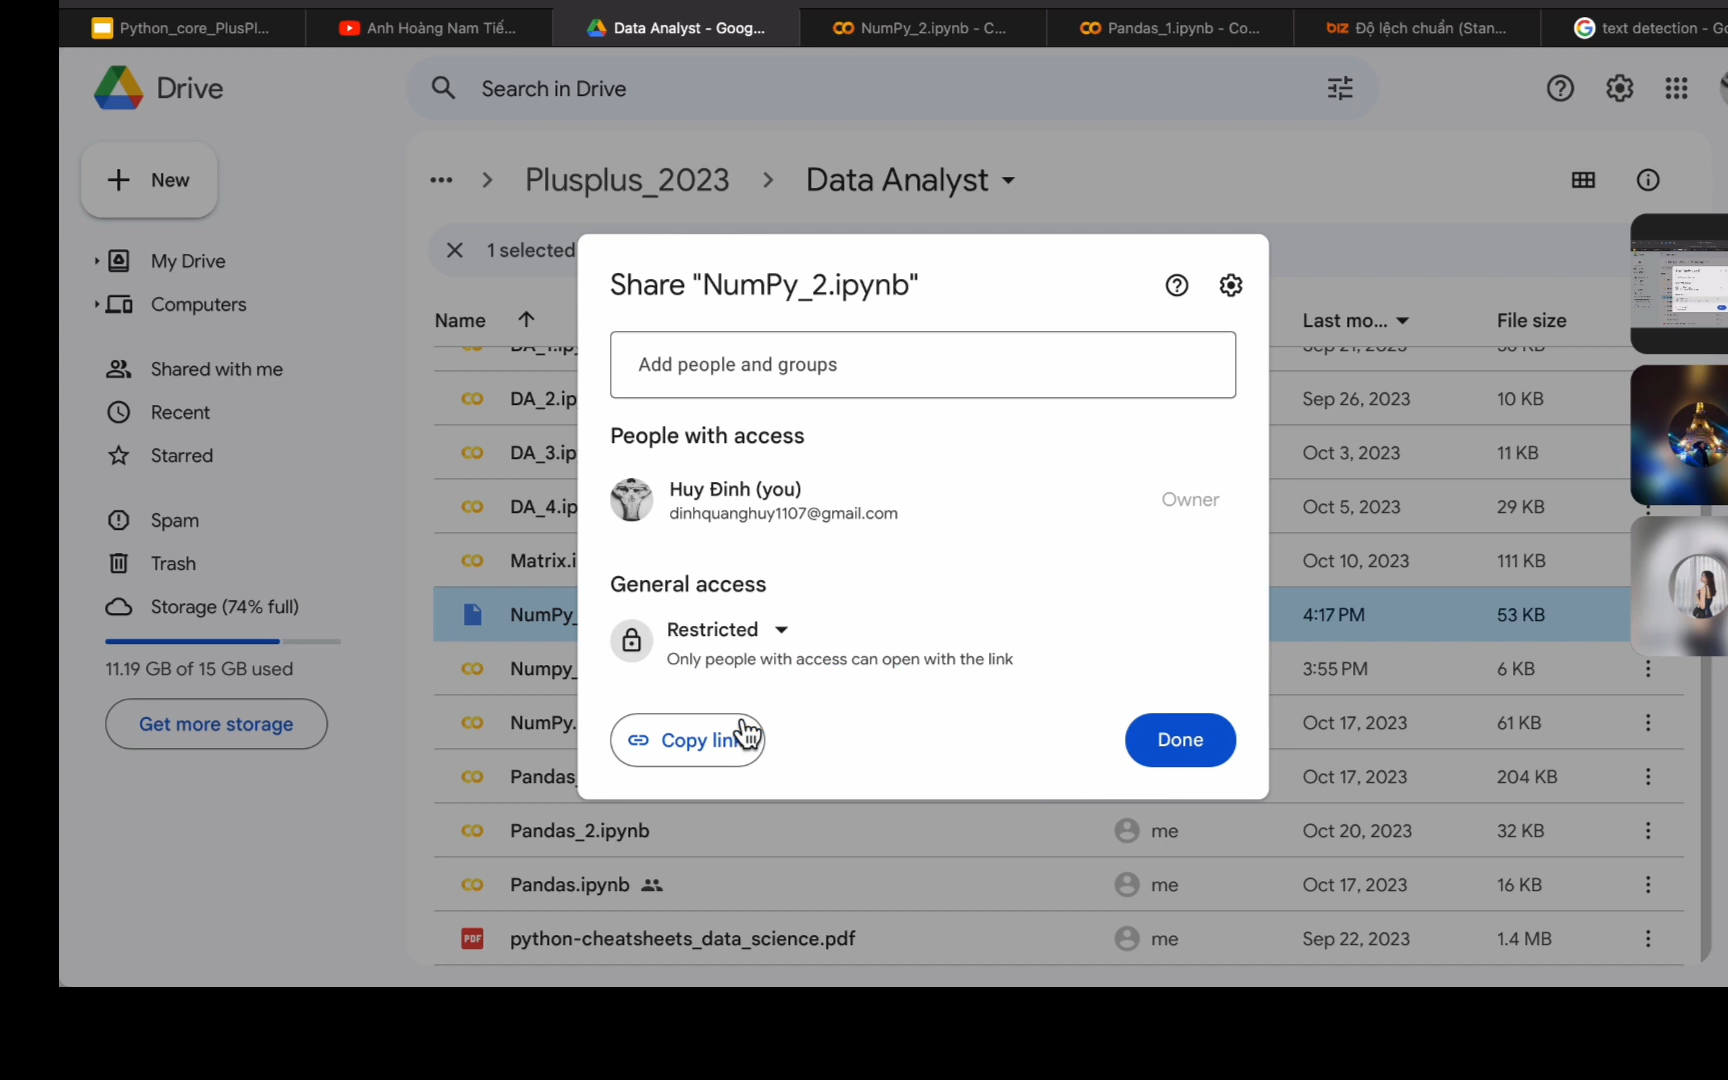 Python_core_PlusPl...
Anh Hoàng Nam Tiế...
Data Analyst - Goog...
NumPy_2.ipynb - C...
Pandas_1.ipynb - Co...
biz Độ lệch chuẩn (Stan...
text detection - Go
Drive
Search in Drive
New
Plusplus_2023
Data Analyst
1 selected
My Drive
Computers
Shared with me
Recent
Starred
Spam
Trash
Storage (74% full)
11.19 GB of 15 GB used
Get more storage
Share "NumPy_2.ipynb"
Add people and groups
People with access
Huy Đinh (you)
dinhquanghuy1107@gmail.com
Owner
General access
Restricted
Only people with access can open with the link
Copy link
Done
Name
Last mo...
File size
DA_2.ip
Sep 26, 2023
10 KB
DA_3.ip
Oct 3, 2023
11 KB
DA_4.ip
Oct 5, 2023
29 KB
Matrix.i
Oct 10, 2023
111 KB
NumPy_
4:17 PM
53 KB
Numpy_
3:55 PM
6 KB
NumPy.
Oct 17, 2023
61 KB
Pandas_
Oct 17, 2023
204 KB
Pandas_2.ipynb
me
Oct 20, 2023
32 KB
Pandas.ipynb
me
Oct 17, 2023
16 KB
PDF
python-cheatsheets_data_science.pdf
me
Sep 22, 2023
1.4 MB